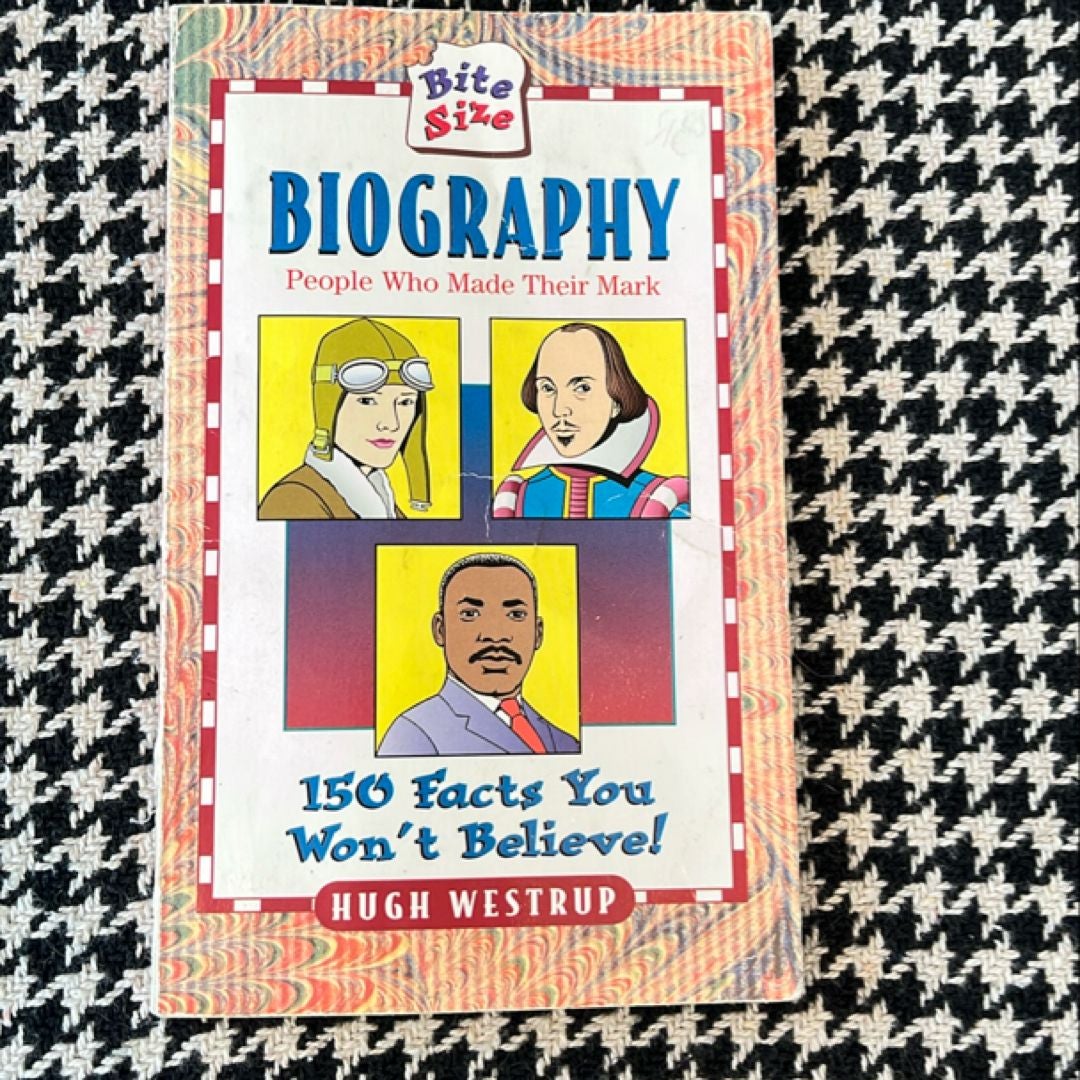 Bite
Size
BIOGRAPHY
People Who Made Their Mark
150 Facts You
Won't Believe!
HUGH WESTRUP